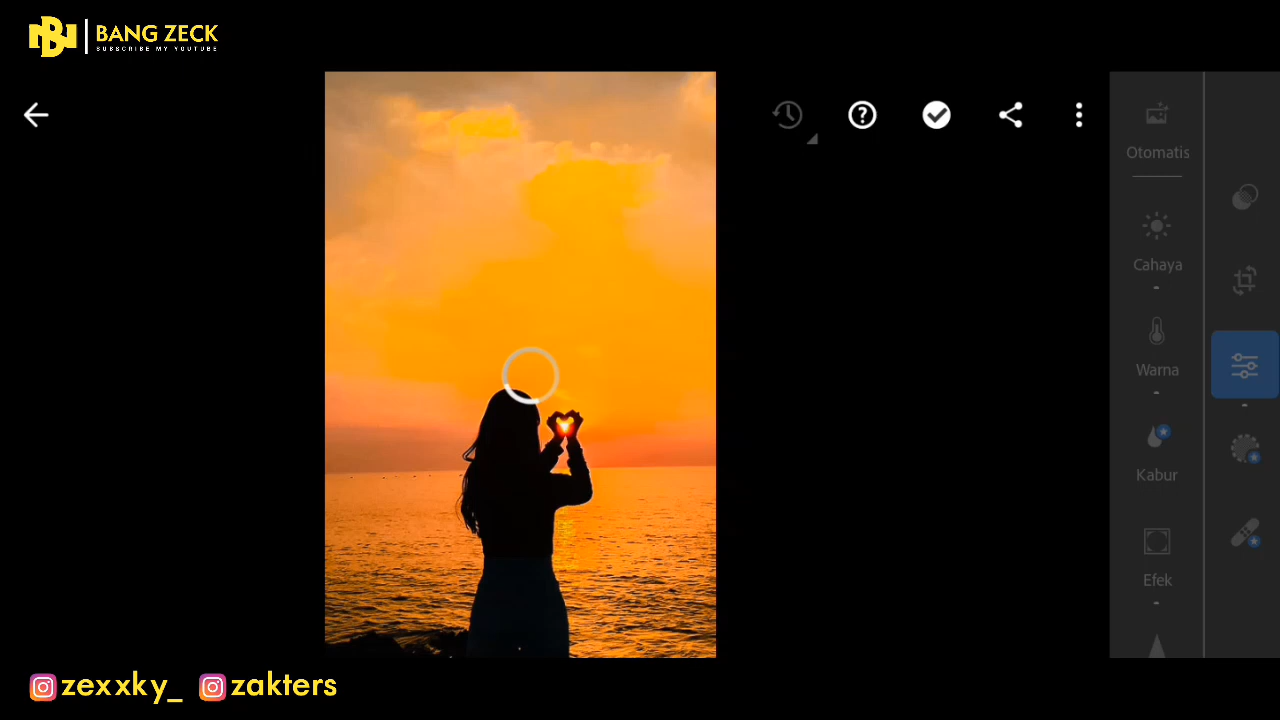 BANG ZECK
SUBSCRIBE MY YOUTUBE
Otomatis
Cahaya
Warna
Kabur
Efek
zexxky_ zakters